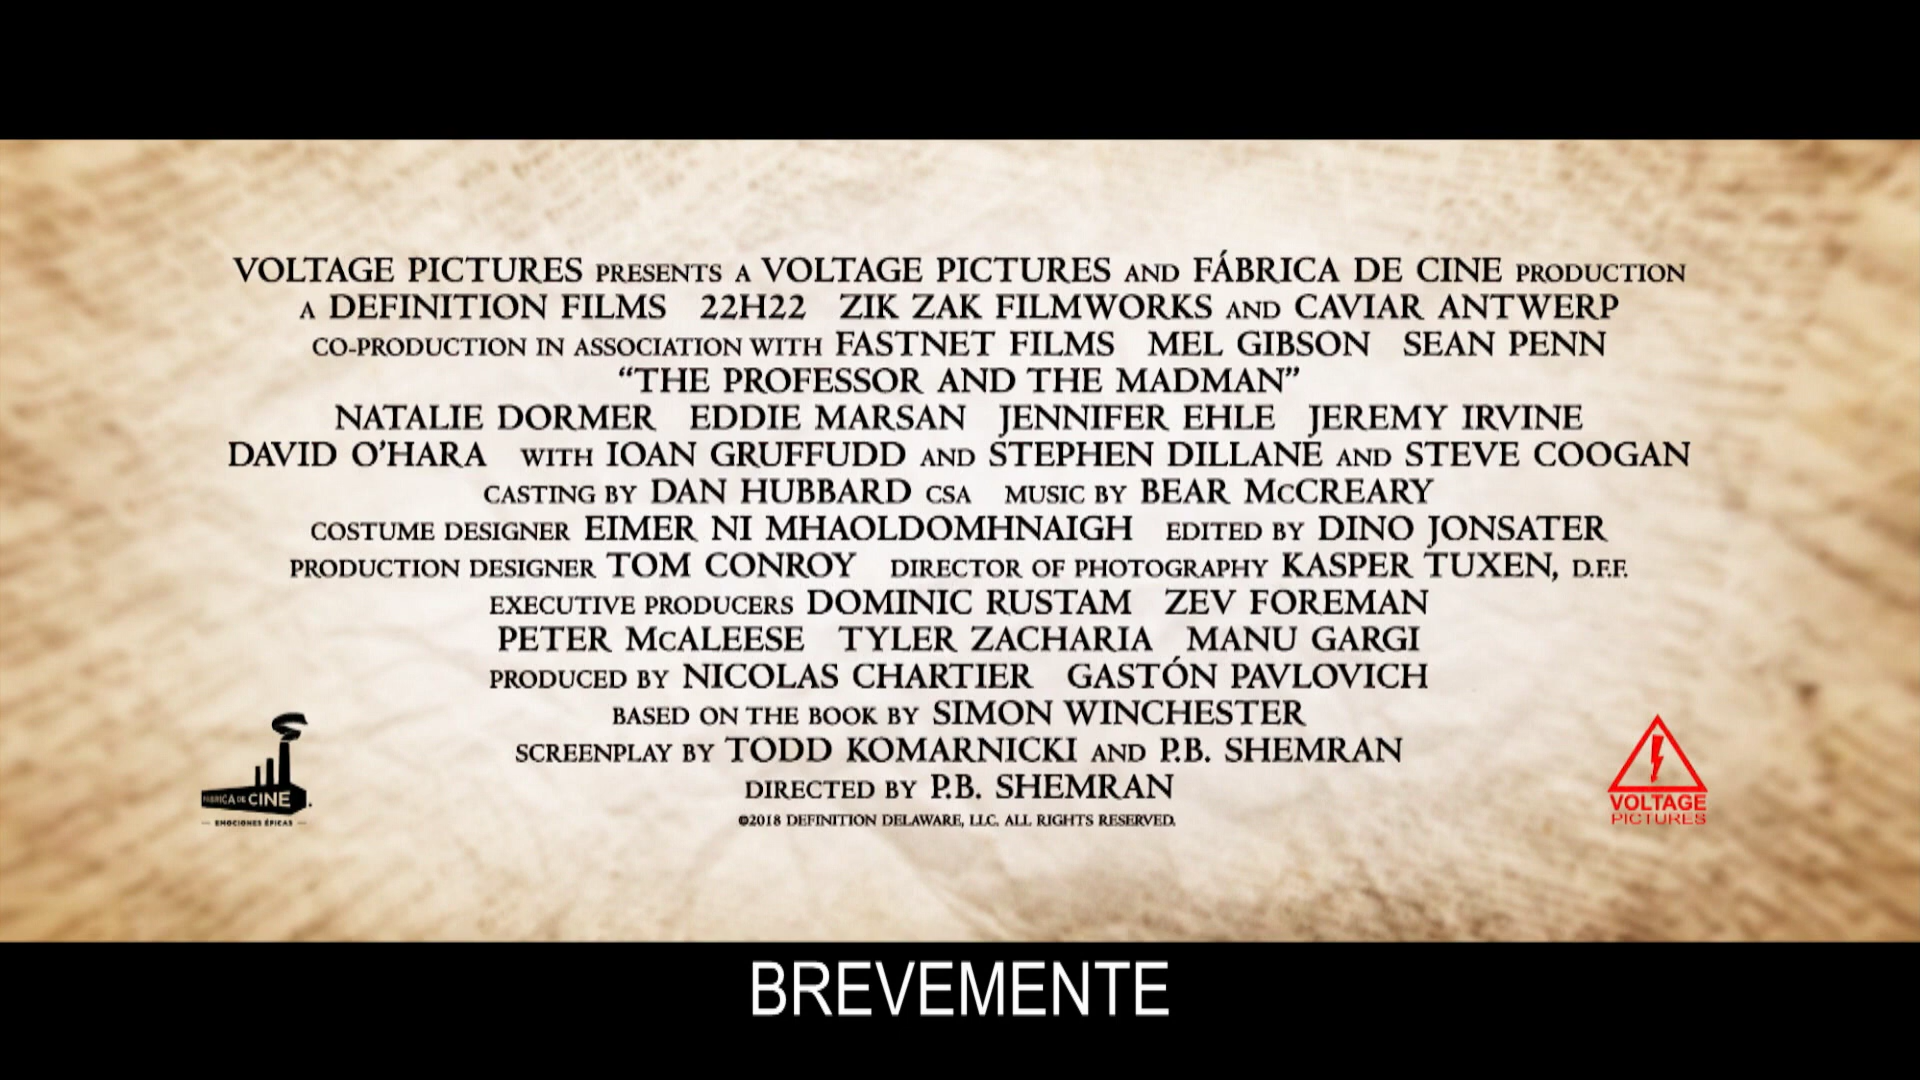 VOLTAGE PICTURES PRESENTS A VOLTAGE PICTURES AND FÁBRICA DE CINE PRODUCTION
A DEFINITION FILMS 22H22 ZIK ZAK FILMWORKS AND CAVIAR ANTWERP
CO-PRODUCTION IN ASSOCIATION WITH FASTNET FILMS MEL GIBSON SEAN PENN
“THE PROFESSOR AND THE MADMAN”
NATALIE DORMER EDDIE MARSAN JENNIFER EHLE JEREMY IRVINE
DAVID O’HARA WITH IOAN GRUFFUDD AND STEPHEN DILLANE AND STEVE COOGAN
CASTING BY DAN HUBBARD CSA MUSIC BY BEAR McCREARY
COSTUME DESIGNER EIMER NI MHAOLDOMHNAIGH EDITED BY DINO JONSATER
PRODUCTION DESIGNER TOM CONROY DIRECTOR OF PHOTOGRAPHY KASPER TUXEN, D.F.F.
EXECUTIVE PRODUCERS DOMINIC RUSTAM ZEV FOREMAN
PETER McALEESE TYLER ZACHARIA MANU GARGI
PRODUCED BY NICOLAS CHARTIER GASTÓN PAVLOVICH
BASED ON THE BOOK BY SIMON WINCHESTER
SCREENPLAY BY TODD KOMARNICKI AND P.B. SHEMRAN
DIRECTED BY P.B. SHEMRAN
©2018 DEFINITION DELAWARE, LLC. ALL RIGHTS RESERVED.
FABRICA DE CINE
EMOCIONES ÉPICAS
VOLTAGE
PICTURES
BREVEMENTE